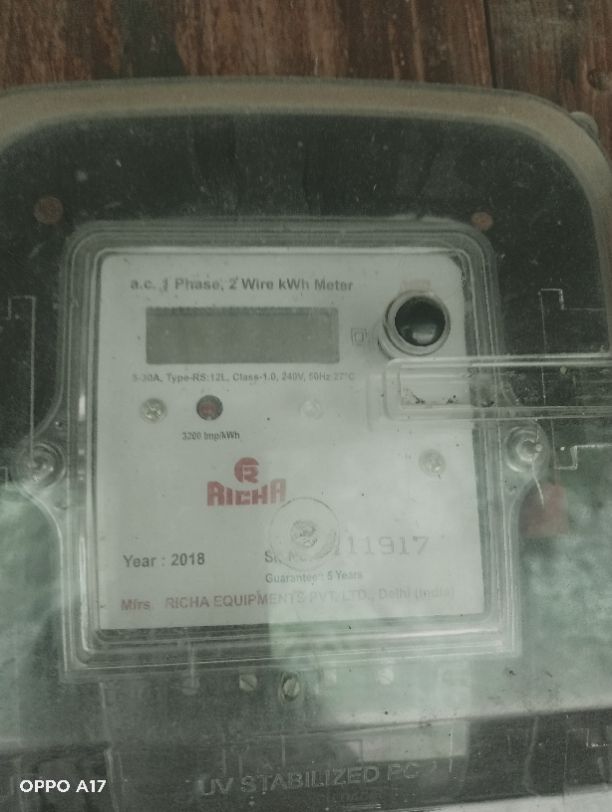 a.c. 1 Phase, 2 Wire kWh Meter
5-30A, Type-RS:12L, Class-1.0, 240V, 50Hz 27°C
3200 Imp/kWh
R
RICHA
Year : 2018
Sr. No. 11917
Guarantee: 5 Years
Mfrs. RICHA EQUIPMENTS PVT. LTD., Delhi (India)
UV STABILIZED PC
OPPO A17